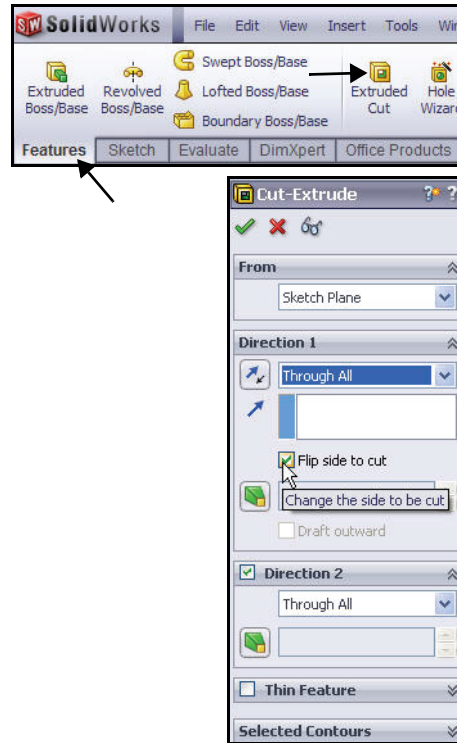 SolidWorks File Edit View Insert Tools Win
Swept Boss/Base
Extruded Boss/Base Revolved Boss/Base Lofted Boss/Base Extruded Cut Hole Wizar
Boundary Boss/Base
Features Sketch Evaluate DimXpert Office Products
Cut-Extrude
From
Sketch Plane
Direction 1
Through All
Flip side to cut
Change the side to be cut
Draft outward
Direction 2
Through All
Thin Feature
Selected Contours